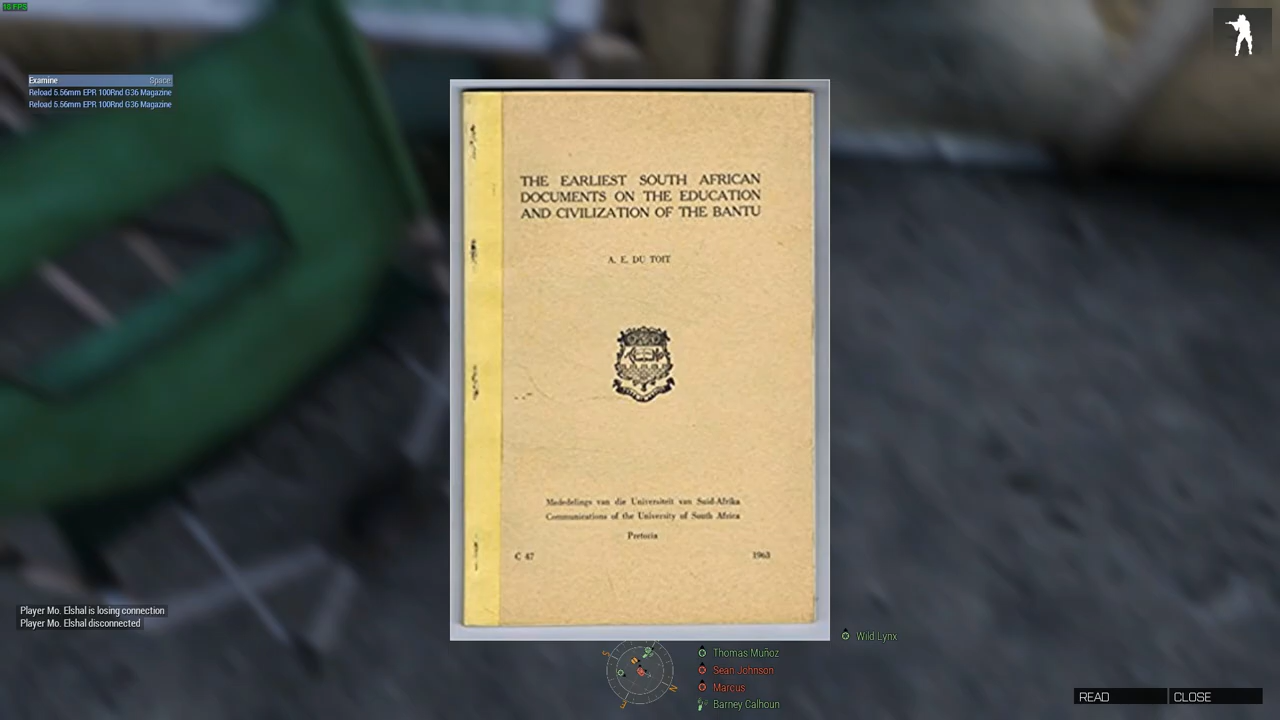 18 FPS
Examine Space
Reload 5.56mm EPR 100Rnd G36 Magazine
Reload 5.56mm EPR 100Rnd G36 Magazine
THE EARLIEST SOUTH AFRICAN
DOCUMENTS ON THE EDUCATION
AND CIVILIZATION OF THE BANTU
A. E. DU TOIT
Mededelings van die Universiteit van Suid-Afrika
Communications of the University of South Africa
Pretoria
C 47 1963
Player Mo. Elshal is losing connection
Player Mo. Elshal disconnected
Wild Lynx
Thomas Muñoz
Sean Johnson
Marcus
Barney Calhoun
READ CLOSE